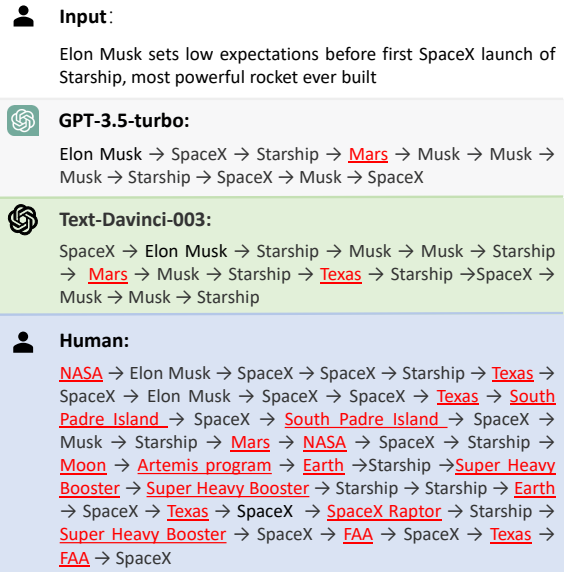 Input:
Elon Musk sets low expectations before first SpaceX launch of
Starship, most powerful rocket ever built
GPT-3.5-turbo:
Elon Musk → SpaceX → Starship → Mars → Musk → Musk →
Musk → Starship → SpaceX → Musk → SpaceX
Text-Davinci-003:
SpaceX → Elon Musk → Starship → Musk → Musk → Starship
→ Mars → Musk → Starship → Texas → Starship →SpaceX →
Musk → Musk → Starship
Human:
NASA → Elon Musk → SpaceX → SpaceX → Starship → Texas →
SpaceX → Elon Musk → SpaceX → SpaceX → Texas → South
Padre Island → SpaceX → South Padre Island → SpaceX →
Musk → Starship → Mars → NASA → SpaceX → Starship →
Moon → Artemis program → Earth →Starship →Super Heavy
Booster → Super Heavy Booster → Starship → Starship → Earth
→ SpaceX → Texas → SpaceX → SpaceX Raptor → Starship →
Super Heavy Booster → SpaceX → FAA → SpaceX → Texas →
FAA → SpaceX